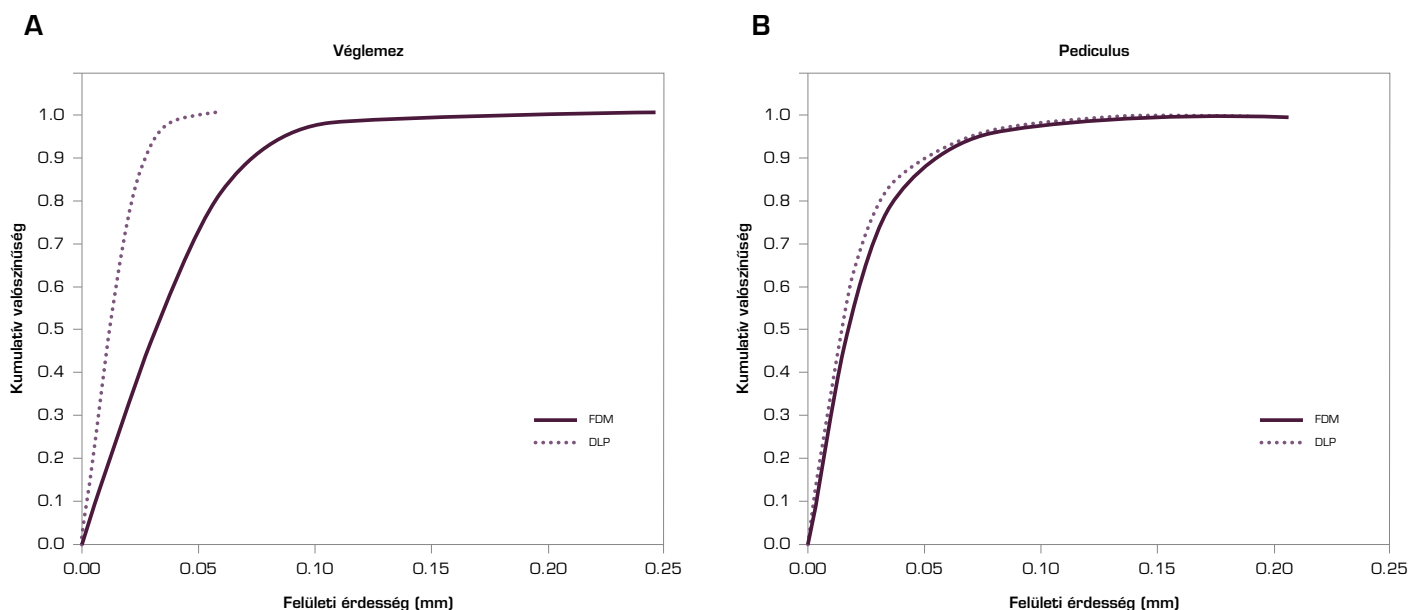 A
Véglemez
Kumulatív valószínűség
1.0
0.9
0.8
0.7
0.6
0.5
0.4
0.3
0.2
0.1
0.0
FDM
DLP
0.00 0.05 0.10 0.15 0.20 0.25
Felületi érdesség (mm)
B
Pediculus
Kumulatív valószínűség
1.0
0.9
0.8
0.7
0.6
0.5
0.4
0.3
0.2
0.1
0.0
FDM
DLP
0.00 0.05 0.10 0.15 0.20 0.25
Felületi érdesség (mm)